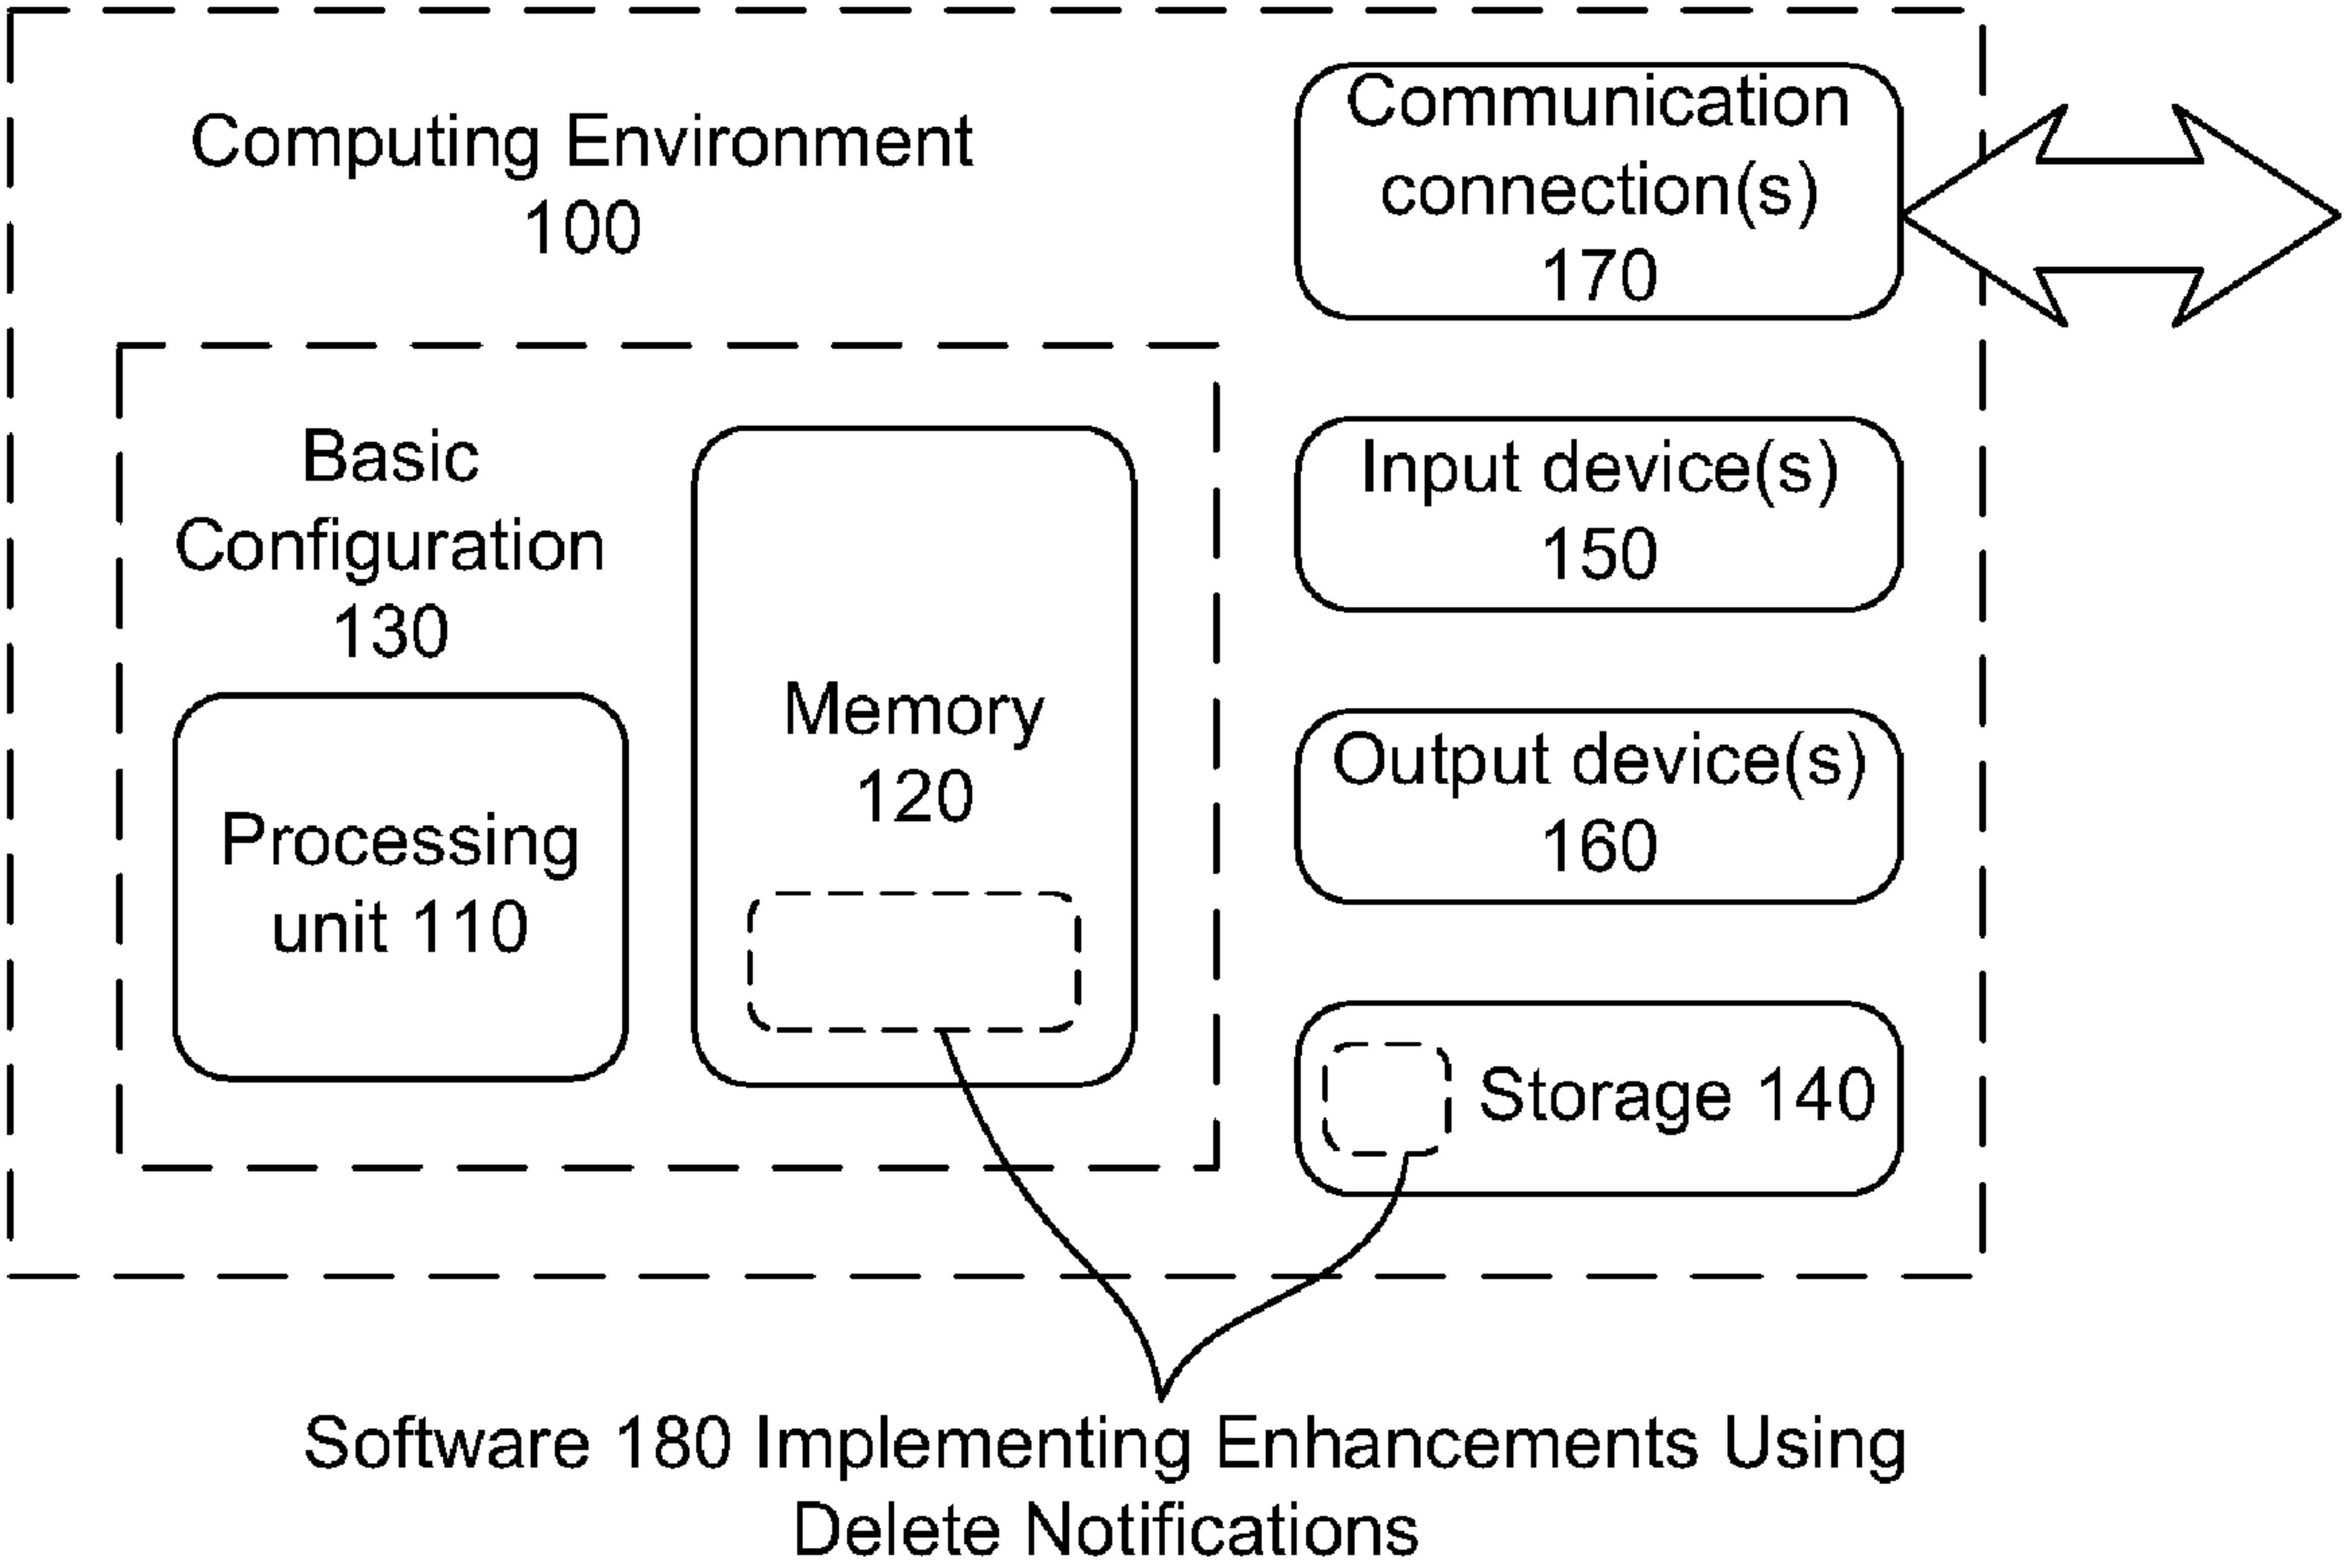 Computing Environment
100
Communication
connection(s)
170
Basic
Configuration
130
Processing
unit 110
Memory
120
Input device(s)
150
Output device(s)
160
Storage 140
Software 180 Implementing Enhancements Using
Delete Notifications